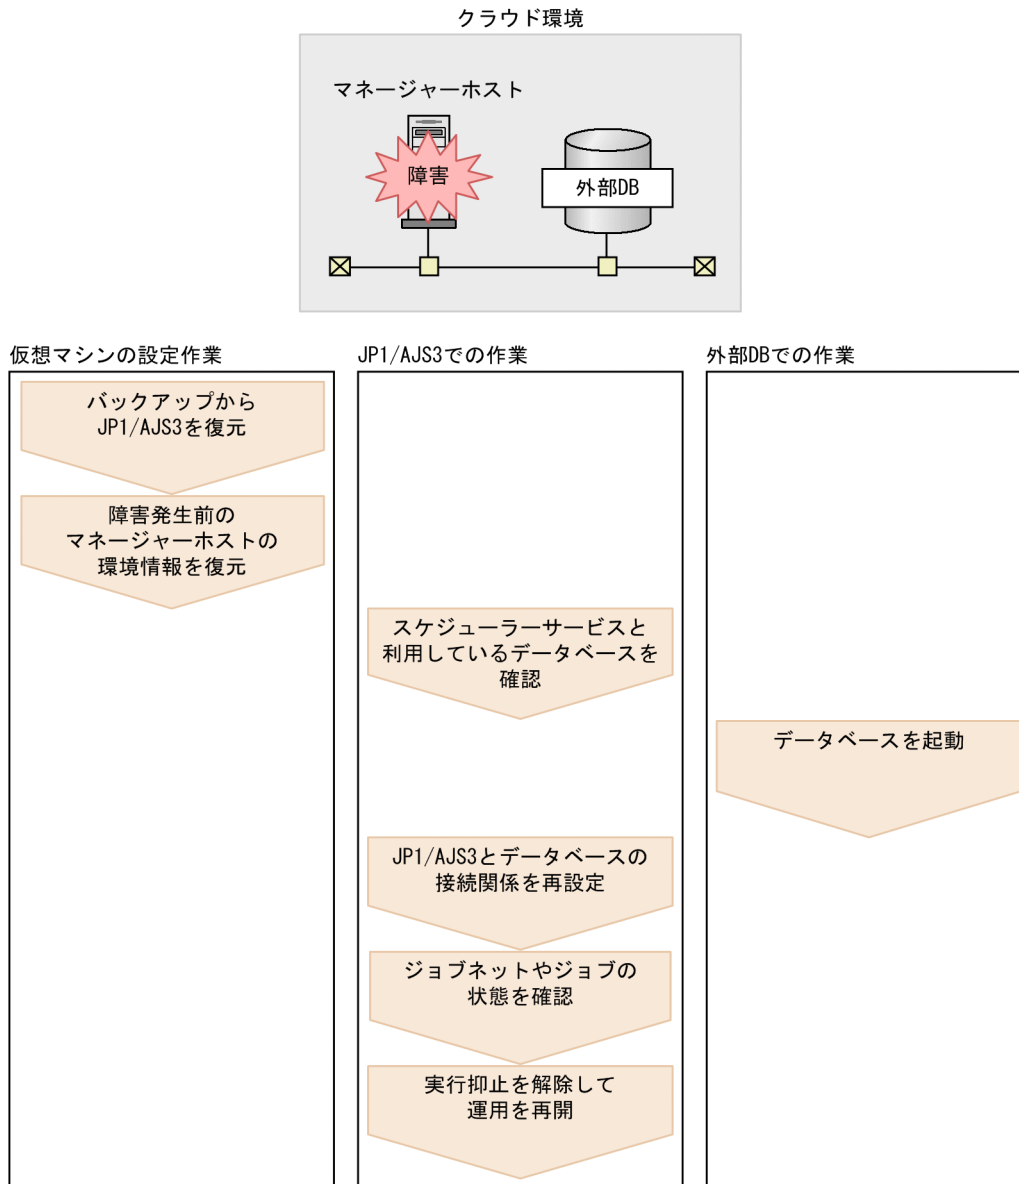 クラウド環境
マネージャーホスト
障害
外部DB
仮想マシンの設定作業
JP1/AJS3での作業
外部DBでの作業
バックアップから
JP1/AJS3を復元
障害発生前の
マネージャーホストの
環境情報を復元
スケジューラーサービスと
利用しているデータベースを
確認
データベースを起動
JP1/AJS3とデータベースの
接続関係を再設定
ジョブネットやジョブの
状態を確認
実行抑止を解除して
運用を再開